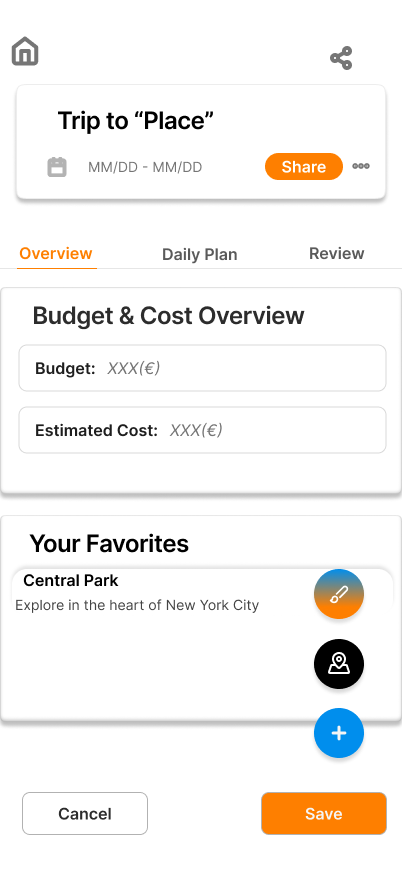 Trip to “Place”
MM/DD - MM/DD
Share
Overview
Daily Plan
Review
Budget & Cost Overview
Budget: XXX(€)
Estimated Cost: XXX(€)
Your Favorites
Central Park
Explore in the heart of New York City
Cancel
Save